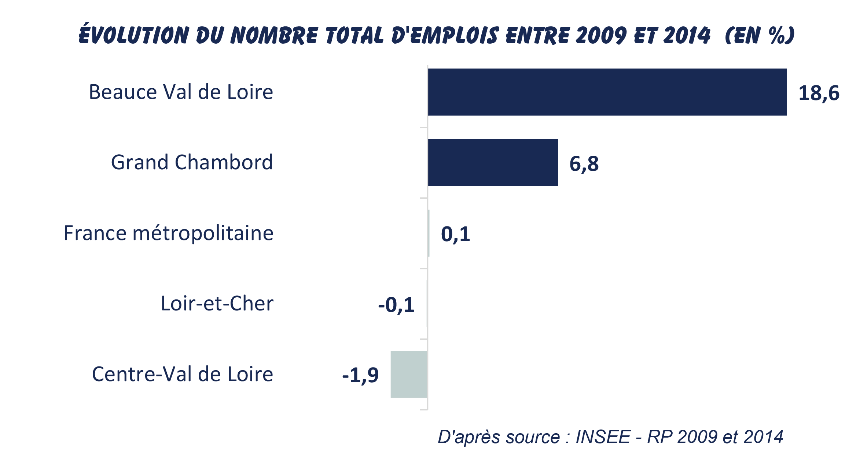 ÉVOLUTION DU NOMBRE TOTAL D'EMPLOIS ENTRE 2009 ET 2014 (EN %)
Beauce Val de Loire 18,6
Grand Chambord 6,8
France métropolitaine 0,1
Loir-et-Cher -0,1
Centre-Val de Loire -1,9
D'après source : INSEE - RP 2009 et 2014